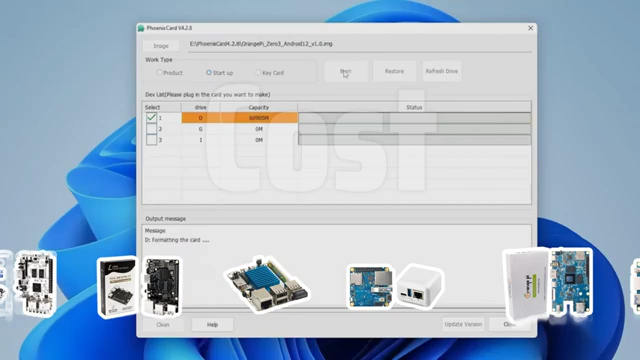 PhoenixCard V4.2.8
Image
E:\PhoenixCard4.2.8\OrangePi_Zero3_Android12_v1.0.img
Work Type
Product
Start up
Key Card
Burn
Restore
Refresh Drive
Dev List(Please plug in the card you want to make)
Select drive Capacity Status
1 D 60905M
2 G 0M
3 I 0M
Cost
Output message
Message
D: Formatting the card ....
Clean
Help
Update Version